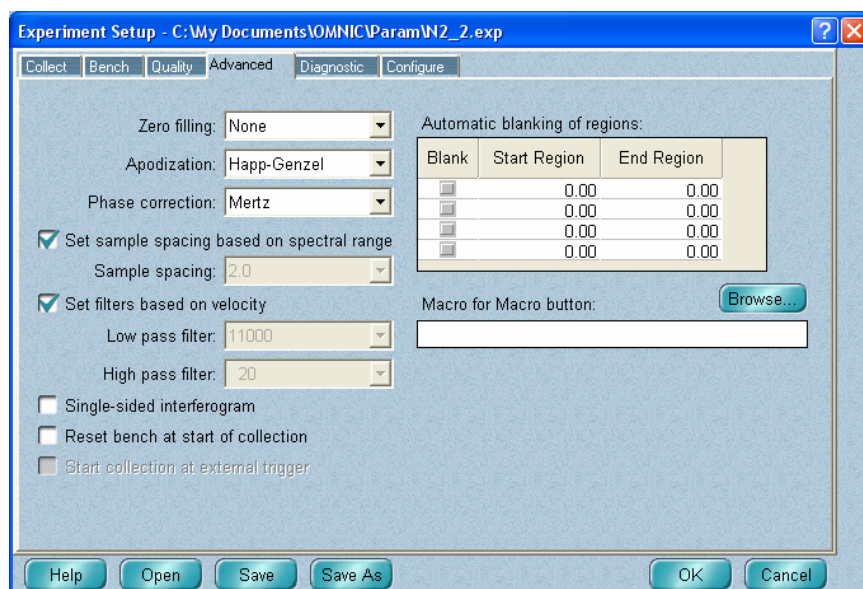 Experiment Setup - C:\My Documents\OMNIC\Param\N2_2.exp
Collect Bench Quality Advanced Diagnostic Configure
Zero filling: None
Apodization: Happ-Genzel
Phase correction: Mertz
Set sample spacing based on spectral range
Sample spacing: 2.0
Set filters based on velocity
Low pass filter: 11000
High pass filter: 20
Single-sided interferogram
Reset bench at start of collection
Start collection at external trigger
Automatic blanking of regions:
Blank Start Region End Region
0.00 0.00
0.00 0.00
0.00 0.00
0.00 0.00
Macro for Macro button: Browse...
Help Open Save Save As OK Cancel